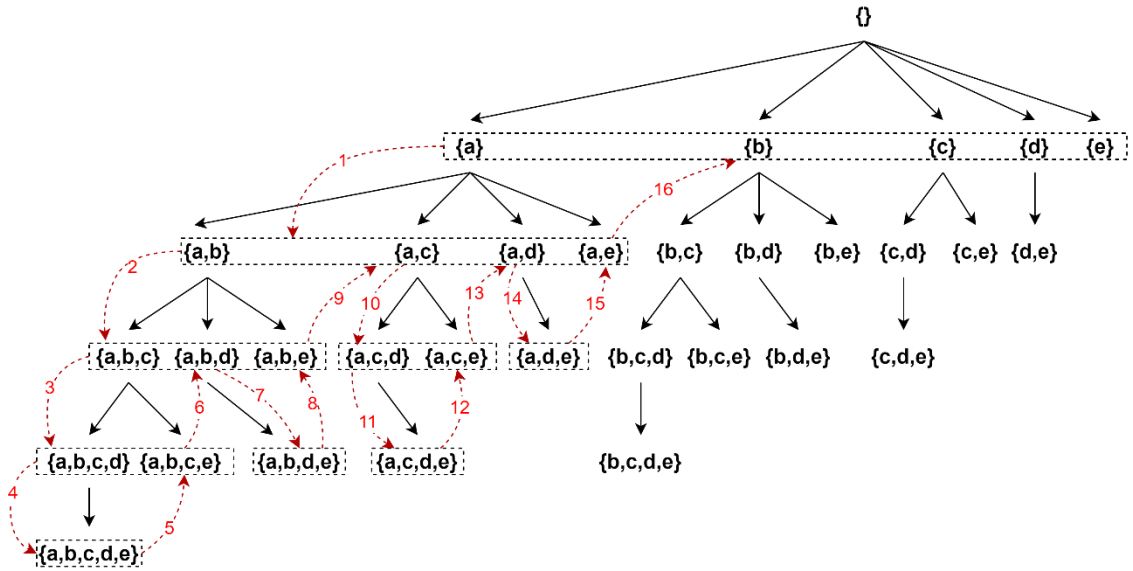 {}
{a} {b} {c} {d} {e}
1
16
{a,b} {a,c} {a,d} {a,e} {b,c} {b,d} {b,e} {c,d} {c,e} {d,e}
2
9 10 13 14 15
{a,b,c} {a,b,d} {a,b,e} {a,c,d} {a,c,e} {a,d,e} {b,c,d} {b,c,e} {b,d,e} {c,d,e}
3 6 7 8 11 12
{a,b,c,d} {a,b,c,e} {a,b,d,e} {a,c,d,e} {b,c,d,e}
4 5
{a,b,c,d,e}